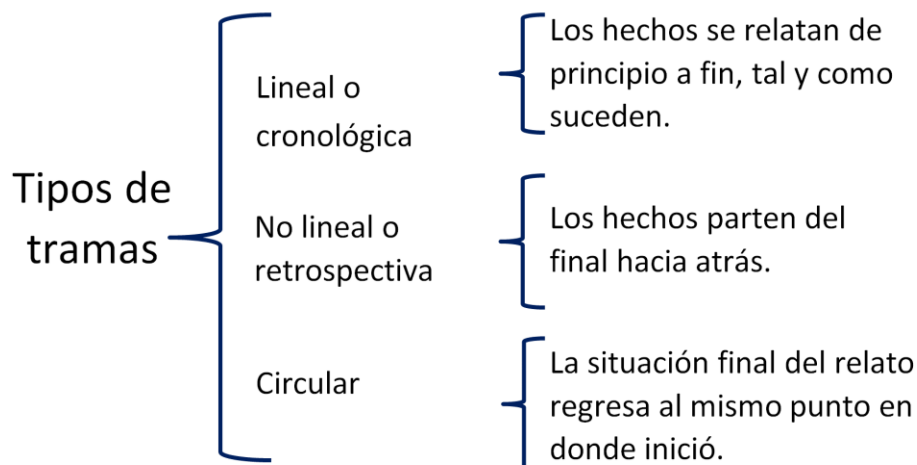 Tipos de
tramas
Lineal o
cronológica
Los hechos se relatan de
principio a fin, tal y como
suceden.
No lineal o
retrospectiva
Los hechos parten del
final hacia atrás.
Circular
La situación final del relato
regresa al mismo punto en
donde inició.